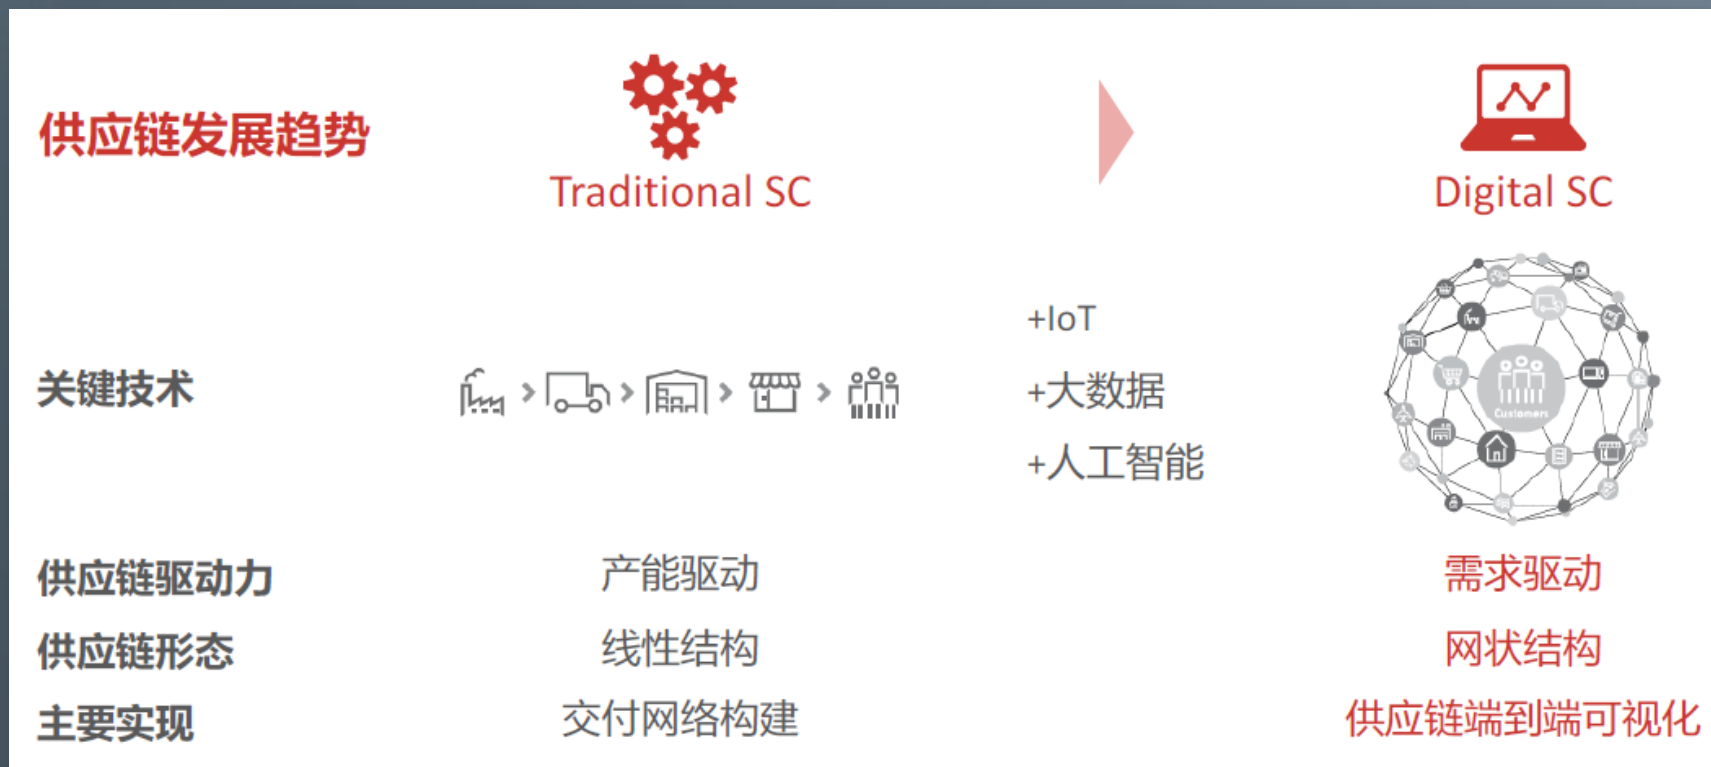 供应链发展趋势
Traditional SC
Digital SC
关键技术
+IoT
+大数据
+人工智能
Customers
供应链驱动力
产能驱动
需求驱动
供应链形态
线性结构
网状结构
主要实现
交付网络构建
供应链端到端可视化